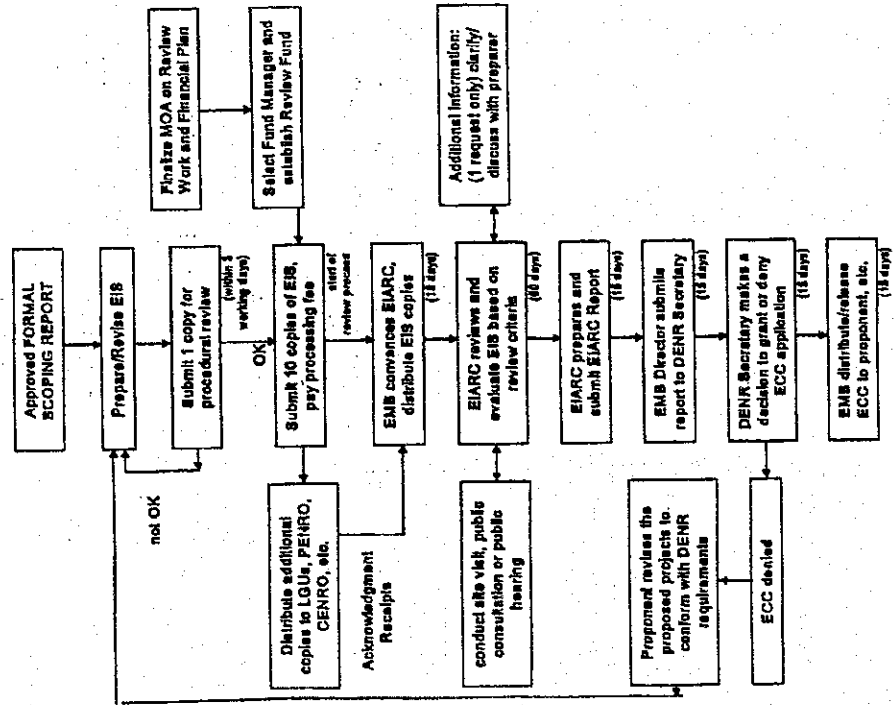 Approved FORMAL
SCOPING REPORT
Prepare/Revise EIS
Submit 1 copy for
procedural review
(within 5
working days)
not OK
OK
Finalze MOA on Review
Work and Financial Plan
Select Fund Manager and
establish Review Fund
Submit 10 copies of EIS,
pay processing fee
start of
review process
Distribute additional
copies to LGUs, PENRO,
CENRO, etc.
Acknowledgment
Receipts
EMB convances EIARC,
distribute EIS copies
(15 days)
EIARC reviews and
evaluate EIS based on
review criteria
(60 days)
Additional Information:
(1 request only) clarify/
discuss with preparer
conduct site visit, public
consultation or public
hearing
EIARC prepares and
submit EIARC Report
(15 days)
EMB Director submits
report to DENR Secretary
(15 days)
DENR Secretary makes a
decision to grant or deny
ECC application
(15 days)
Proponent revises the
proposed projects to
conform with DENR
requirements
ECC denied
EMB distribute/release
ECC to proponent, etc.
(15 days)